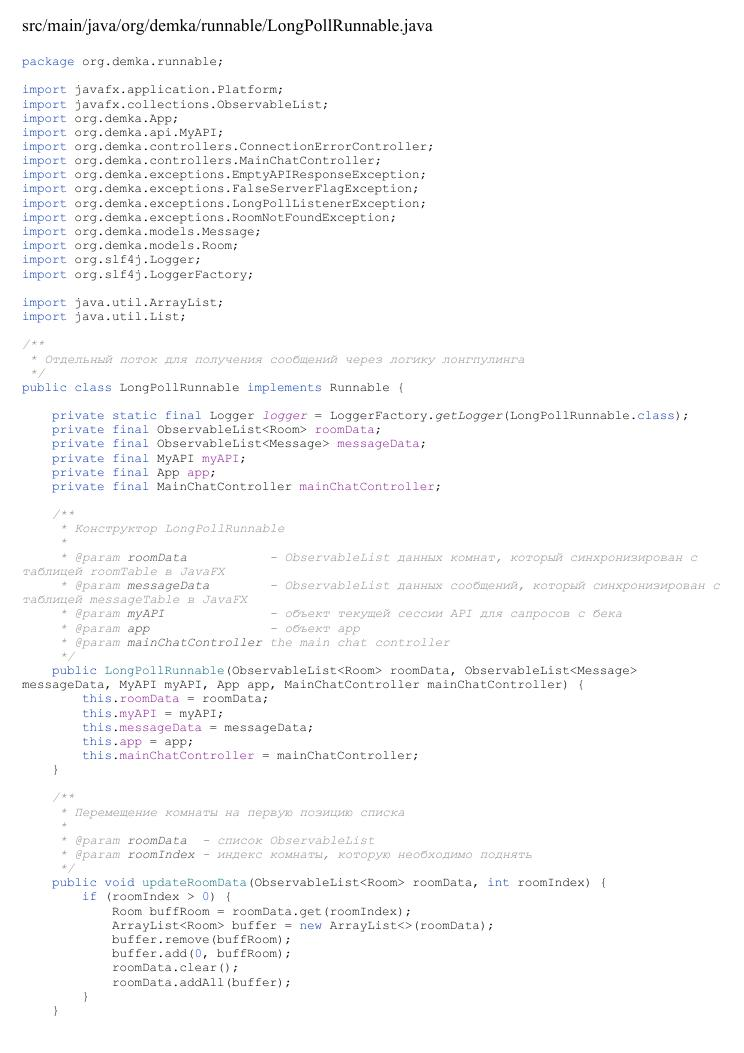 src/main/java/org/demka/runnable/LongPollRunnable.java
package org.demka.runnable;
import javafx.application.Platform;
import javafx.collections.ObservableList;
import org.demka.App;
import org.demka.api.MyAPI;
import org.demka.controllers.ConnectionErrorController;
import org.demka.controllers.MainChatController;
import org.demka.exceptions.EmptyAPIResponseException;
import org.demka.exceptions.FalseServerFlagException;
import org.demka.exceptions.LongPollListenerException;
import org.demka.exceptions.RoomNotFoundException;
import org.demka.models.Message;
import org.demka.models.Room;
import org.slf4j.Logger;
import org.slf4j.LoggerFactory;
import java.util.ArrayList;
import java.util.List;
/**
 * Отдельный поток для получения сообщений через логику лонгпулинга
 */
public class LongPollRunnable implements Runnable {
    private static final Logger logger = LoggerFactory.getLogger(LongPollRunnable.class);
    private final ObservableList<Room> roomData;
    private final ObservableList<Message> messageData;
    private final MyAPI myAPI;
    private final App app;
    private final MainChatController mainChatController;
    /**
     * Конструктор LongPollRunnable
     *
     * @param roomData           - ObservableList данных комнат, который синхронизирован с
таблицей roomTable в JavaFX
     * @param messageData        - ObservableList данных сообщений, который синхронизирован с
таблицей messageTable в JavaFX
     * @param myAPI              - объект текущей сессии API для сапросов с бека
     * @param app                - объект app
     * @param mainChatController the main chat controller
     */
    public LongPollRunnable(ObservableList<Room> roomData, ObservableList<Message>
messageData, MyAPI myAPI, App app, MainChatController mainChatController) {
        this.roomData = roomData;
        this.myAPI = myAPI;
        this.messageData = messageData;
        this.app = app;
        this.mainChatController = mainChatController;
    }
    /**
     * Перемещение комнаты на первую позицию списка
     *
     * @param roomData  - список ObservableList
     * @param roomIndex - индекс комнаты, которую необходимо поднять
     */
    public void updateRoomData(ObservableList<Room> roomData, int roomIndex) {
        if (roomIndex > 0) {
            Room buffRoom = roomData.get(roomIndex);
            ArrayList<Room> buffer = new ArrayList<>(roomData);
            buffer.remove(buffRoom);
            buffer.add(0, buffRoom);
            roomData.clear();
            roomData.addAll(buffer);
        }
    }